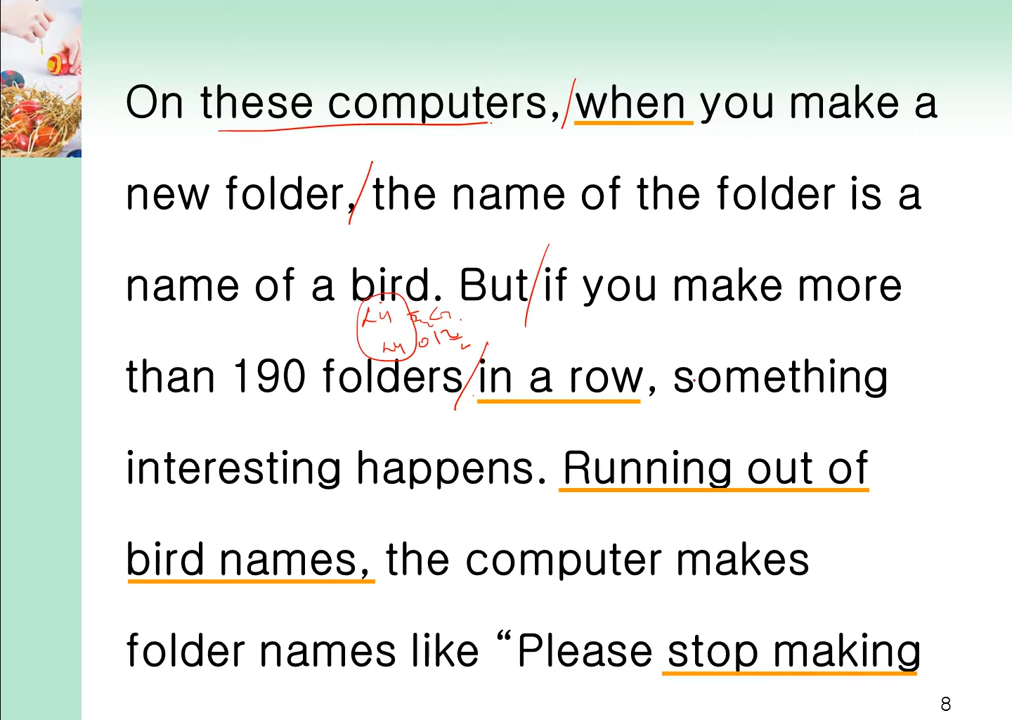 On these computers, when you make a
new folder, the name of the folder is a
name of a bird. But if you make more
than 190 folders in a row, something
interesting happens. Running out of
bird names, the computer makes
folder names like “Please stop making
8